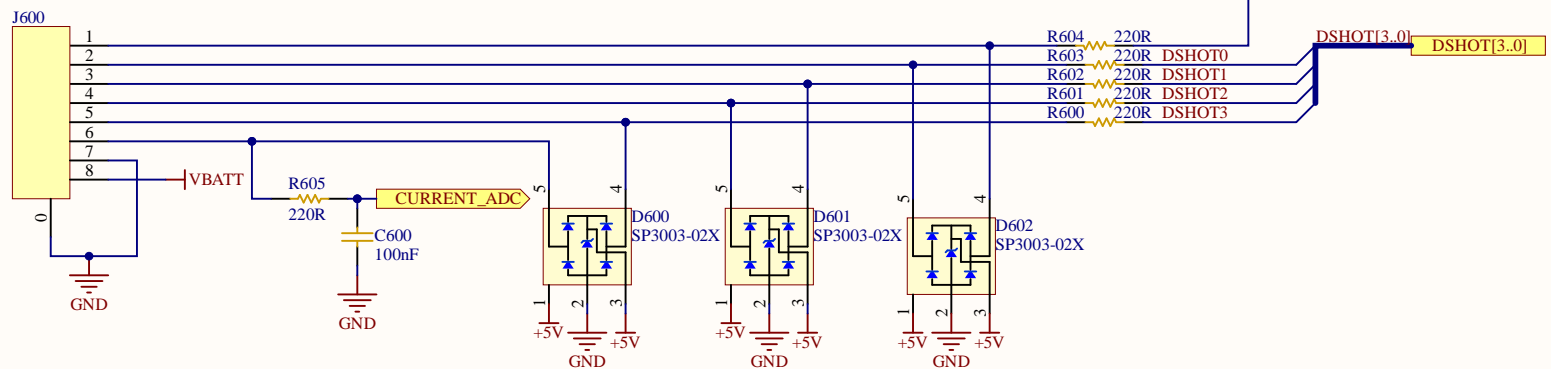 J600
1
2
3
4
5
6
7
8
0
VBATT
GND
R605
220R
CURRENT_ADC
C600
100nF
GND
R604 220R
R603 220R DSHOT0
R602 220R DSHOT1
R601 220R DSHOT2
R600 220R DSHOT3
DSHOT[3..0]
DSHOT[3..0]
5
4
D600
SP3003-02X
1
2
3
+5V
GND
+5V
5
4
D601
SP3003-02X
1
2
3
+5V
GND
+5V
5
4
D602
SP3003-02X
1
2
3
+5V
GND
+5V